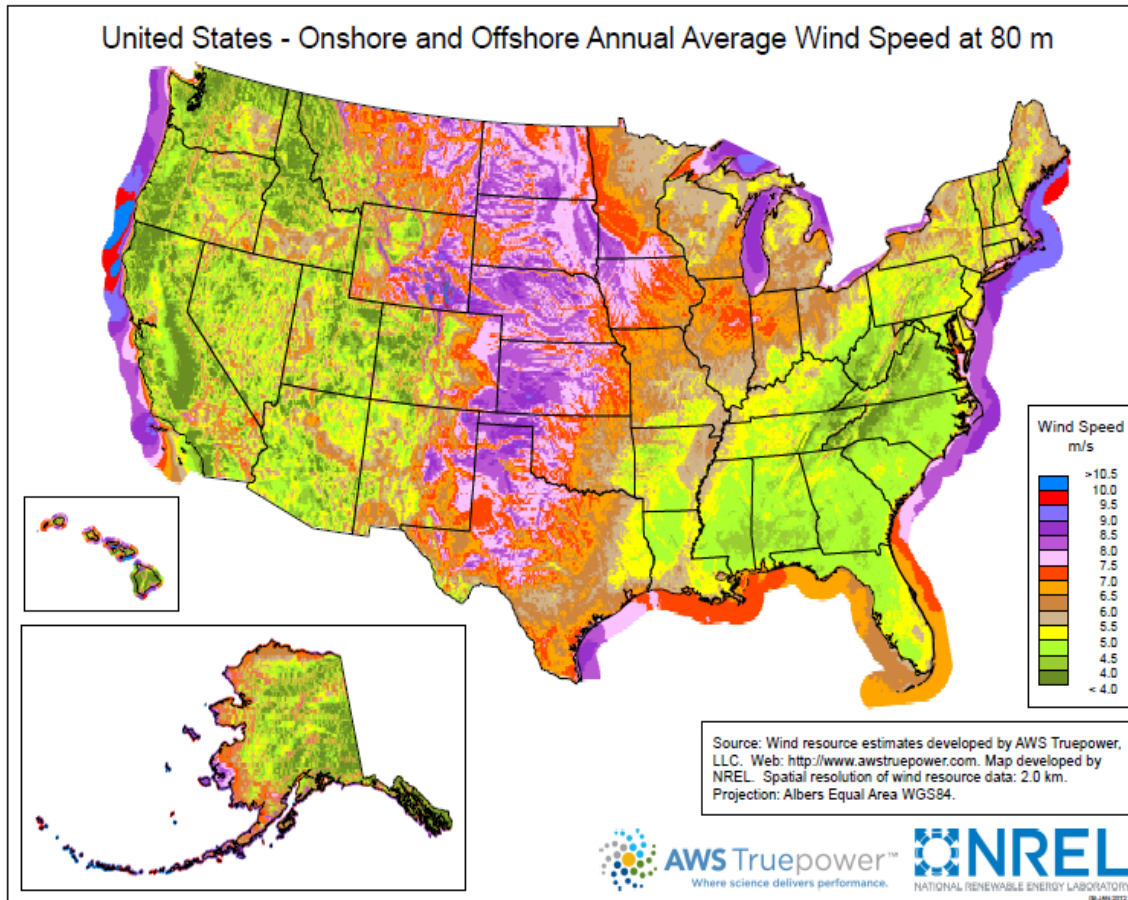 United States - Onshore and Offshore Annual Average Wind Speed at 80 m
Wind Speed
m/s
>10.5
10.0
9.5
9.0
8.5
8.0
7.5
7.0
6.5
6.0
5.5
5.0
4.5
4.0
< 4.0
Source: Wind resource estimates developed by AWS Truepower,
LLC. Web: http://www.awstruepower.com. Map developed by
NREL. Spatial resolution of wind resource data: 2.0 km.
Projection: Albers Equal Area WGS84.
AWS Truepower™
Where science delivers performance.
NREL
NATIONAL RENEWABLE ENERGY LABORATORY